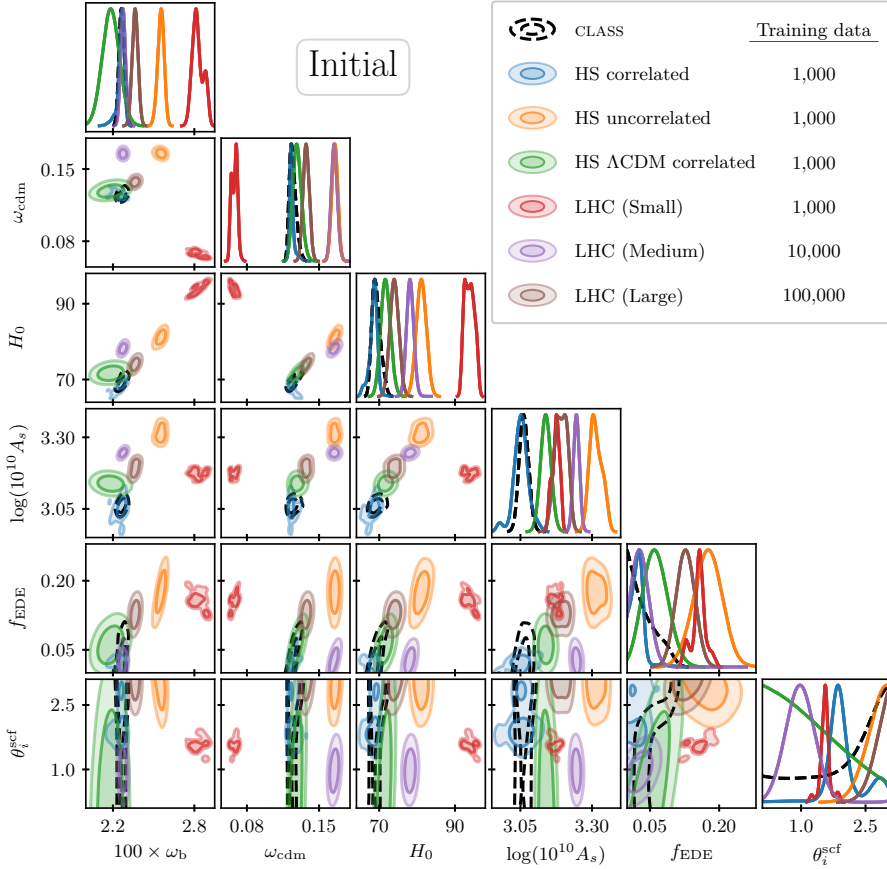 Initial
CLASS Training data
HS correlated 1,000
HS uncorrelated 1,000
HS ΛCDM correlated 1,000
LHC (Small) 1,000
LHC (Medium) 10,000
LHC (Large) 100,000
ω_cdm
0.15
0.08
H_0
90
70
log(10^10 A_s)
3.30
3.05
f_EDE
0.20
0.05
θ_i^scf
2.5
1.0
2.2 2.8 0.08 0.15 70 90 3.05 3.30 0.05 0.20 1.0 2.5
100 × ω_b ω_cdm H_0 log(10^10 A_s) f_EDE θ_i^scf